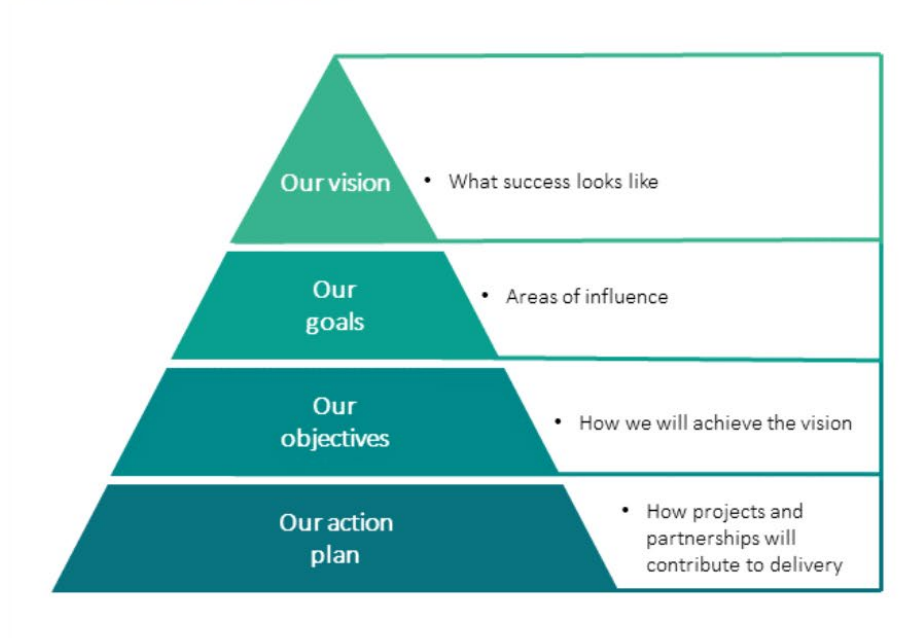 Our vision
• What success looks like
Our
goals
• Areas of influence
Our
objectives
• How we will achieve the vision
Our action
plan
• How projects and
partnerships will
contribute to delivery